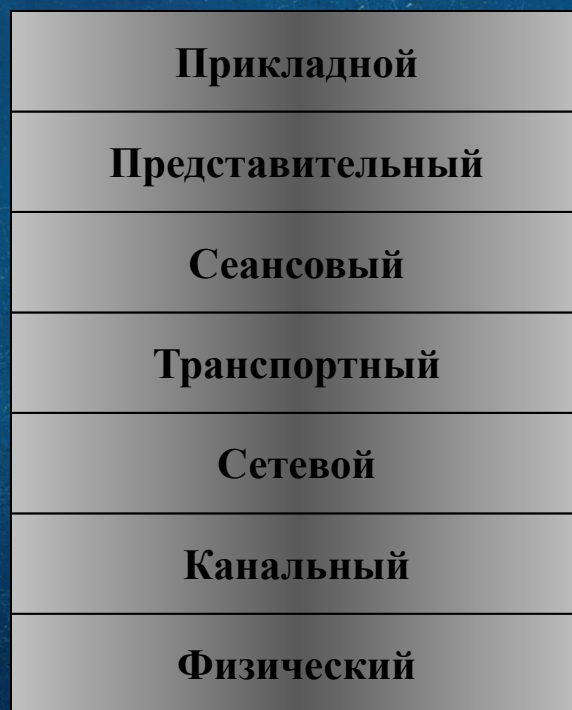 Прикладной
Представительный
Сеансовый
Транспортный
Сетевой
Канальный
Физический